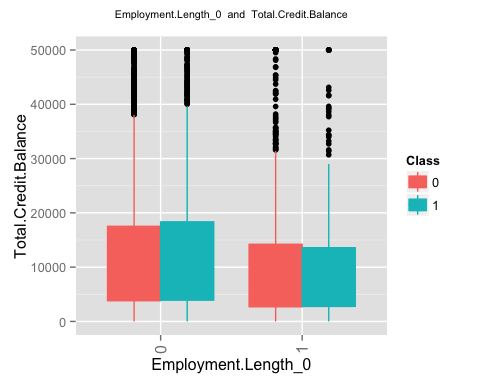 Employment.Length_0 and Total.Credit.Balance
50000
40000
30000
20000
10000
0
Total.Credit.Balance
0
1
Employment.Length_0
Class
0
1